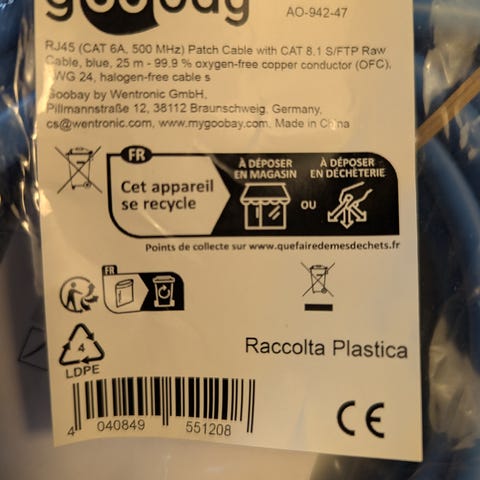 goobay
AO-942-47
RJ45 (CAT 6A, 500 MHz) Patch Cable with CAT 8.1 S/FTP Raw
Cable, blue, 25 m - 99.9 % oxygen-free copper conductor (OFC),
AWG 24, halogen-free cable s
Goobay by Wentronic GmbH,
Pillmannstraße 12, 38112 Braunschweig, Germany,
cs@wentronic.com, www.mygoobay.com, Made in China
FR
Cet appareil
se recycle
À DÉPOSER
EN MAGASIN
OU
À DÉPOSER
EN DÉCHÈTERIE
Points de collecte sur www.quefairedemesdechets.fr
FR
4
LDPE
Raccolta Plastica
4 040849 551208
CE